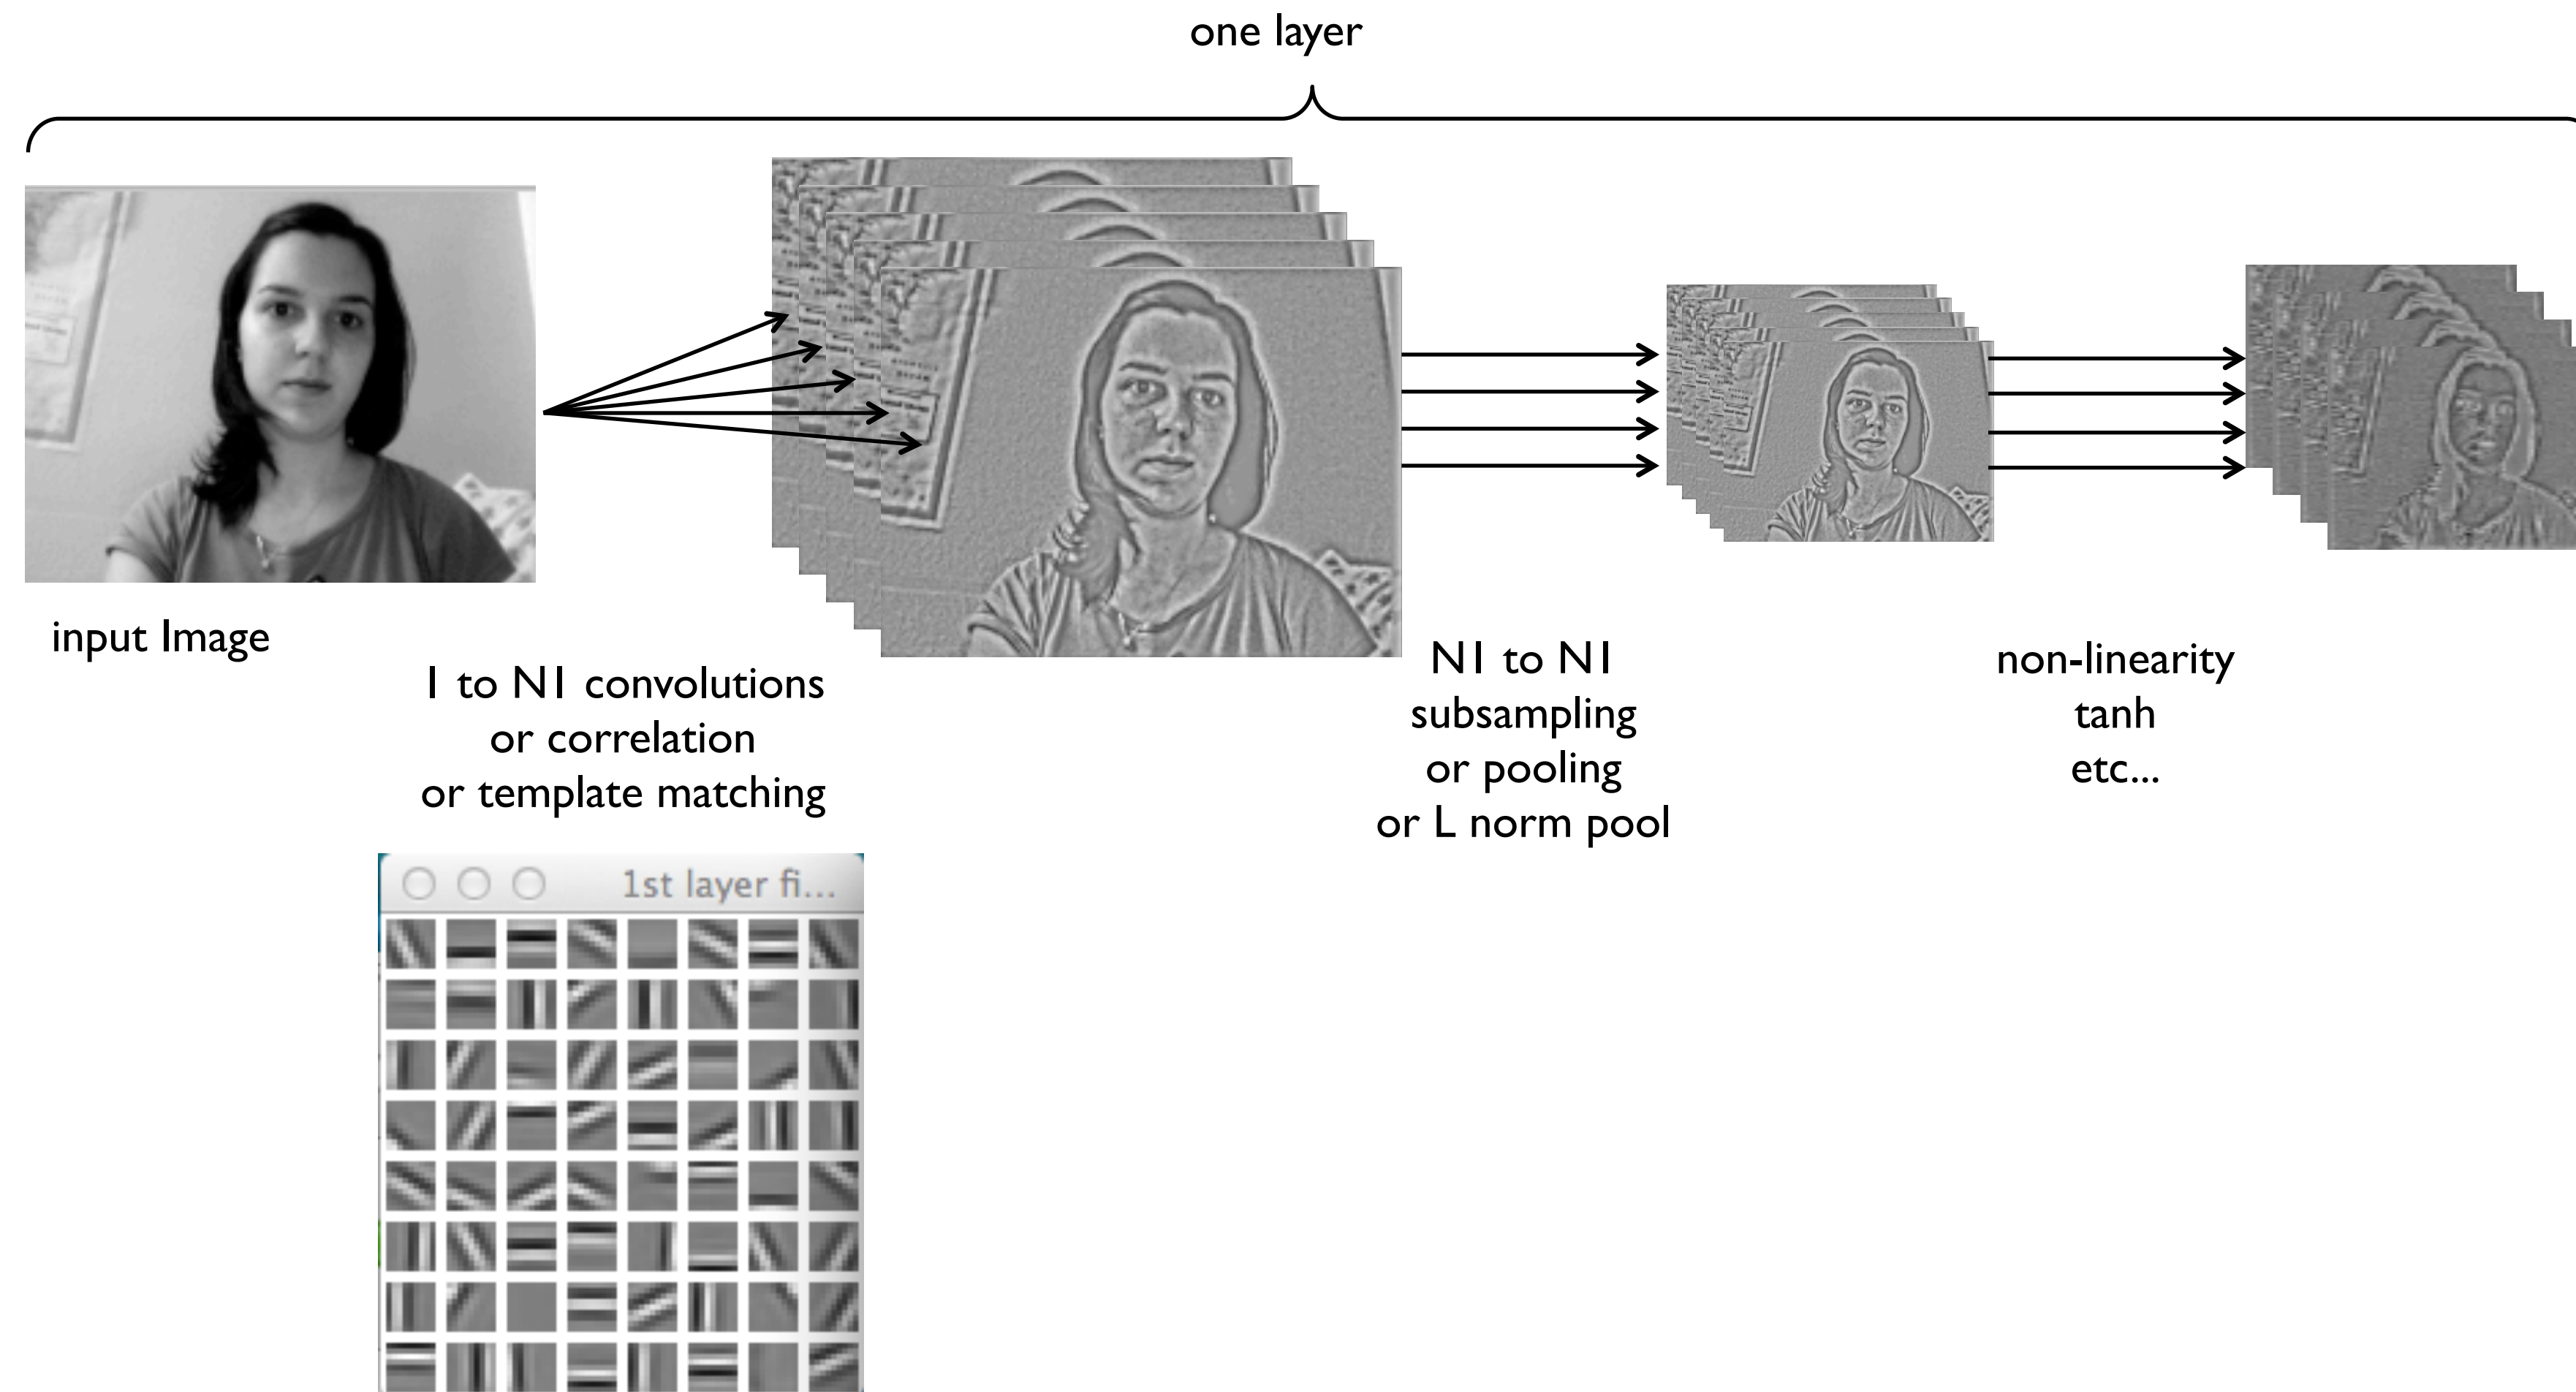 one layer
input Image
1 to N1 convolutions
or correlation
or template matching
N1 to N1
subsampling
or pooling
or L norm pool
non-linearity
tanh
etc...
1st layer fi...